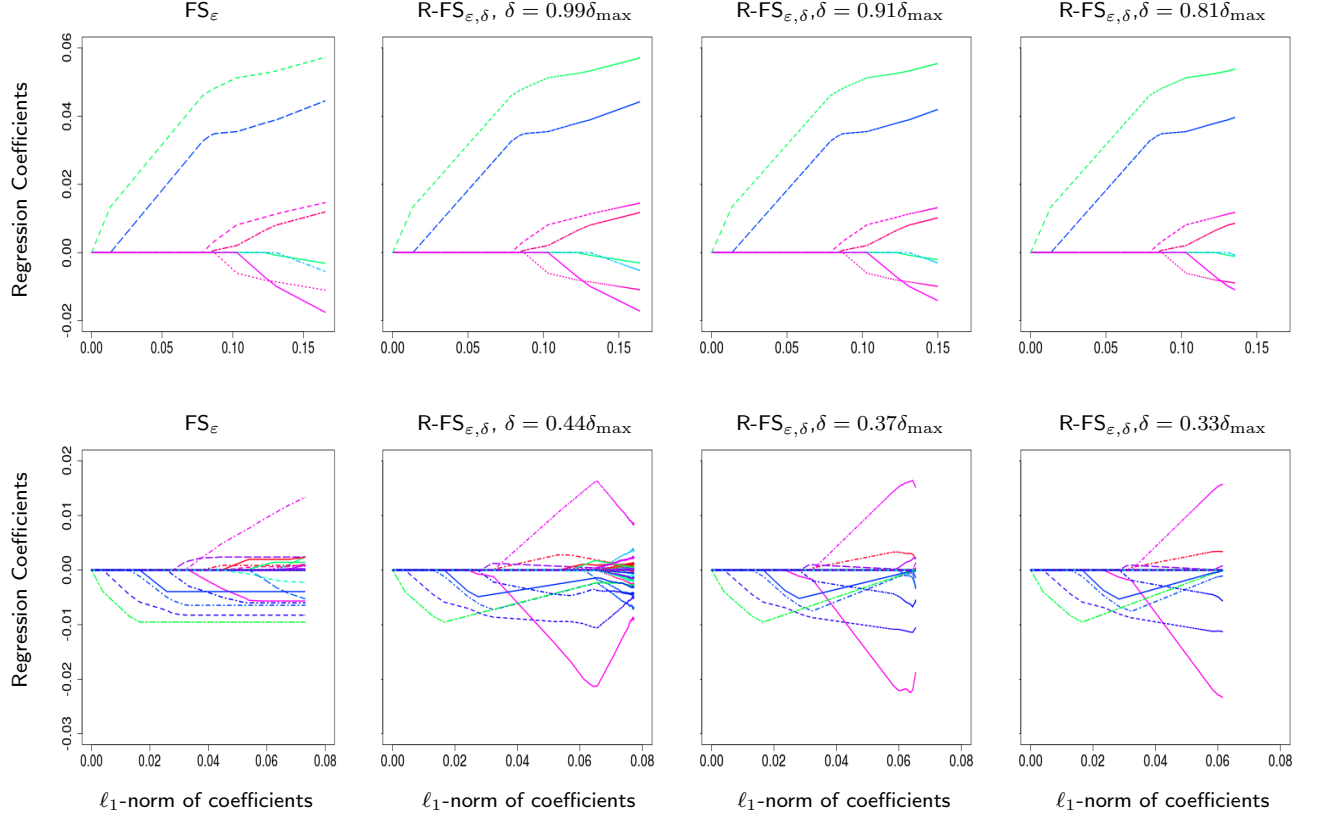 FSε
R-FSε,δ, δ = 0.99δmax
R-FSε,δ,δ = 0.91δmax
R-FSε,δ,δ = 0.81δmax
Regression Coefficients
0.06
0.04
0.02
0.00
-0.02
0.00 0.05 0.10 0.15
0.00 0.05 0.10 0.15
0.00 0.05 0.10 0.15
0.00 0.05 0.10 0.15
FSε
R-FSε,δ, δ = 0.44δmax
R-FSε,δ,δ = 0.37δmax
R-FSε,δ,δ = 0.33δmax
Regression Coefficients
0.02
0.01
0.00
-0.01
-0.02
-0.03
0.00 0.02 0.04 0.06 0.08
0.00 0.02 0.04 0.06 0.08
0.00 0.02 0.04 0.06 0.08
0.00 0.02 0.04 0.06 0.08
ℓ1-norm of coefficients
ℓ1-norm of coefficients
ℓ1-norm of coefficients
ℓ1-norm of coefficients